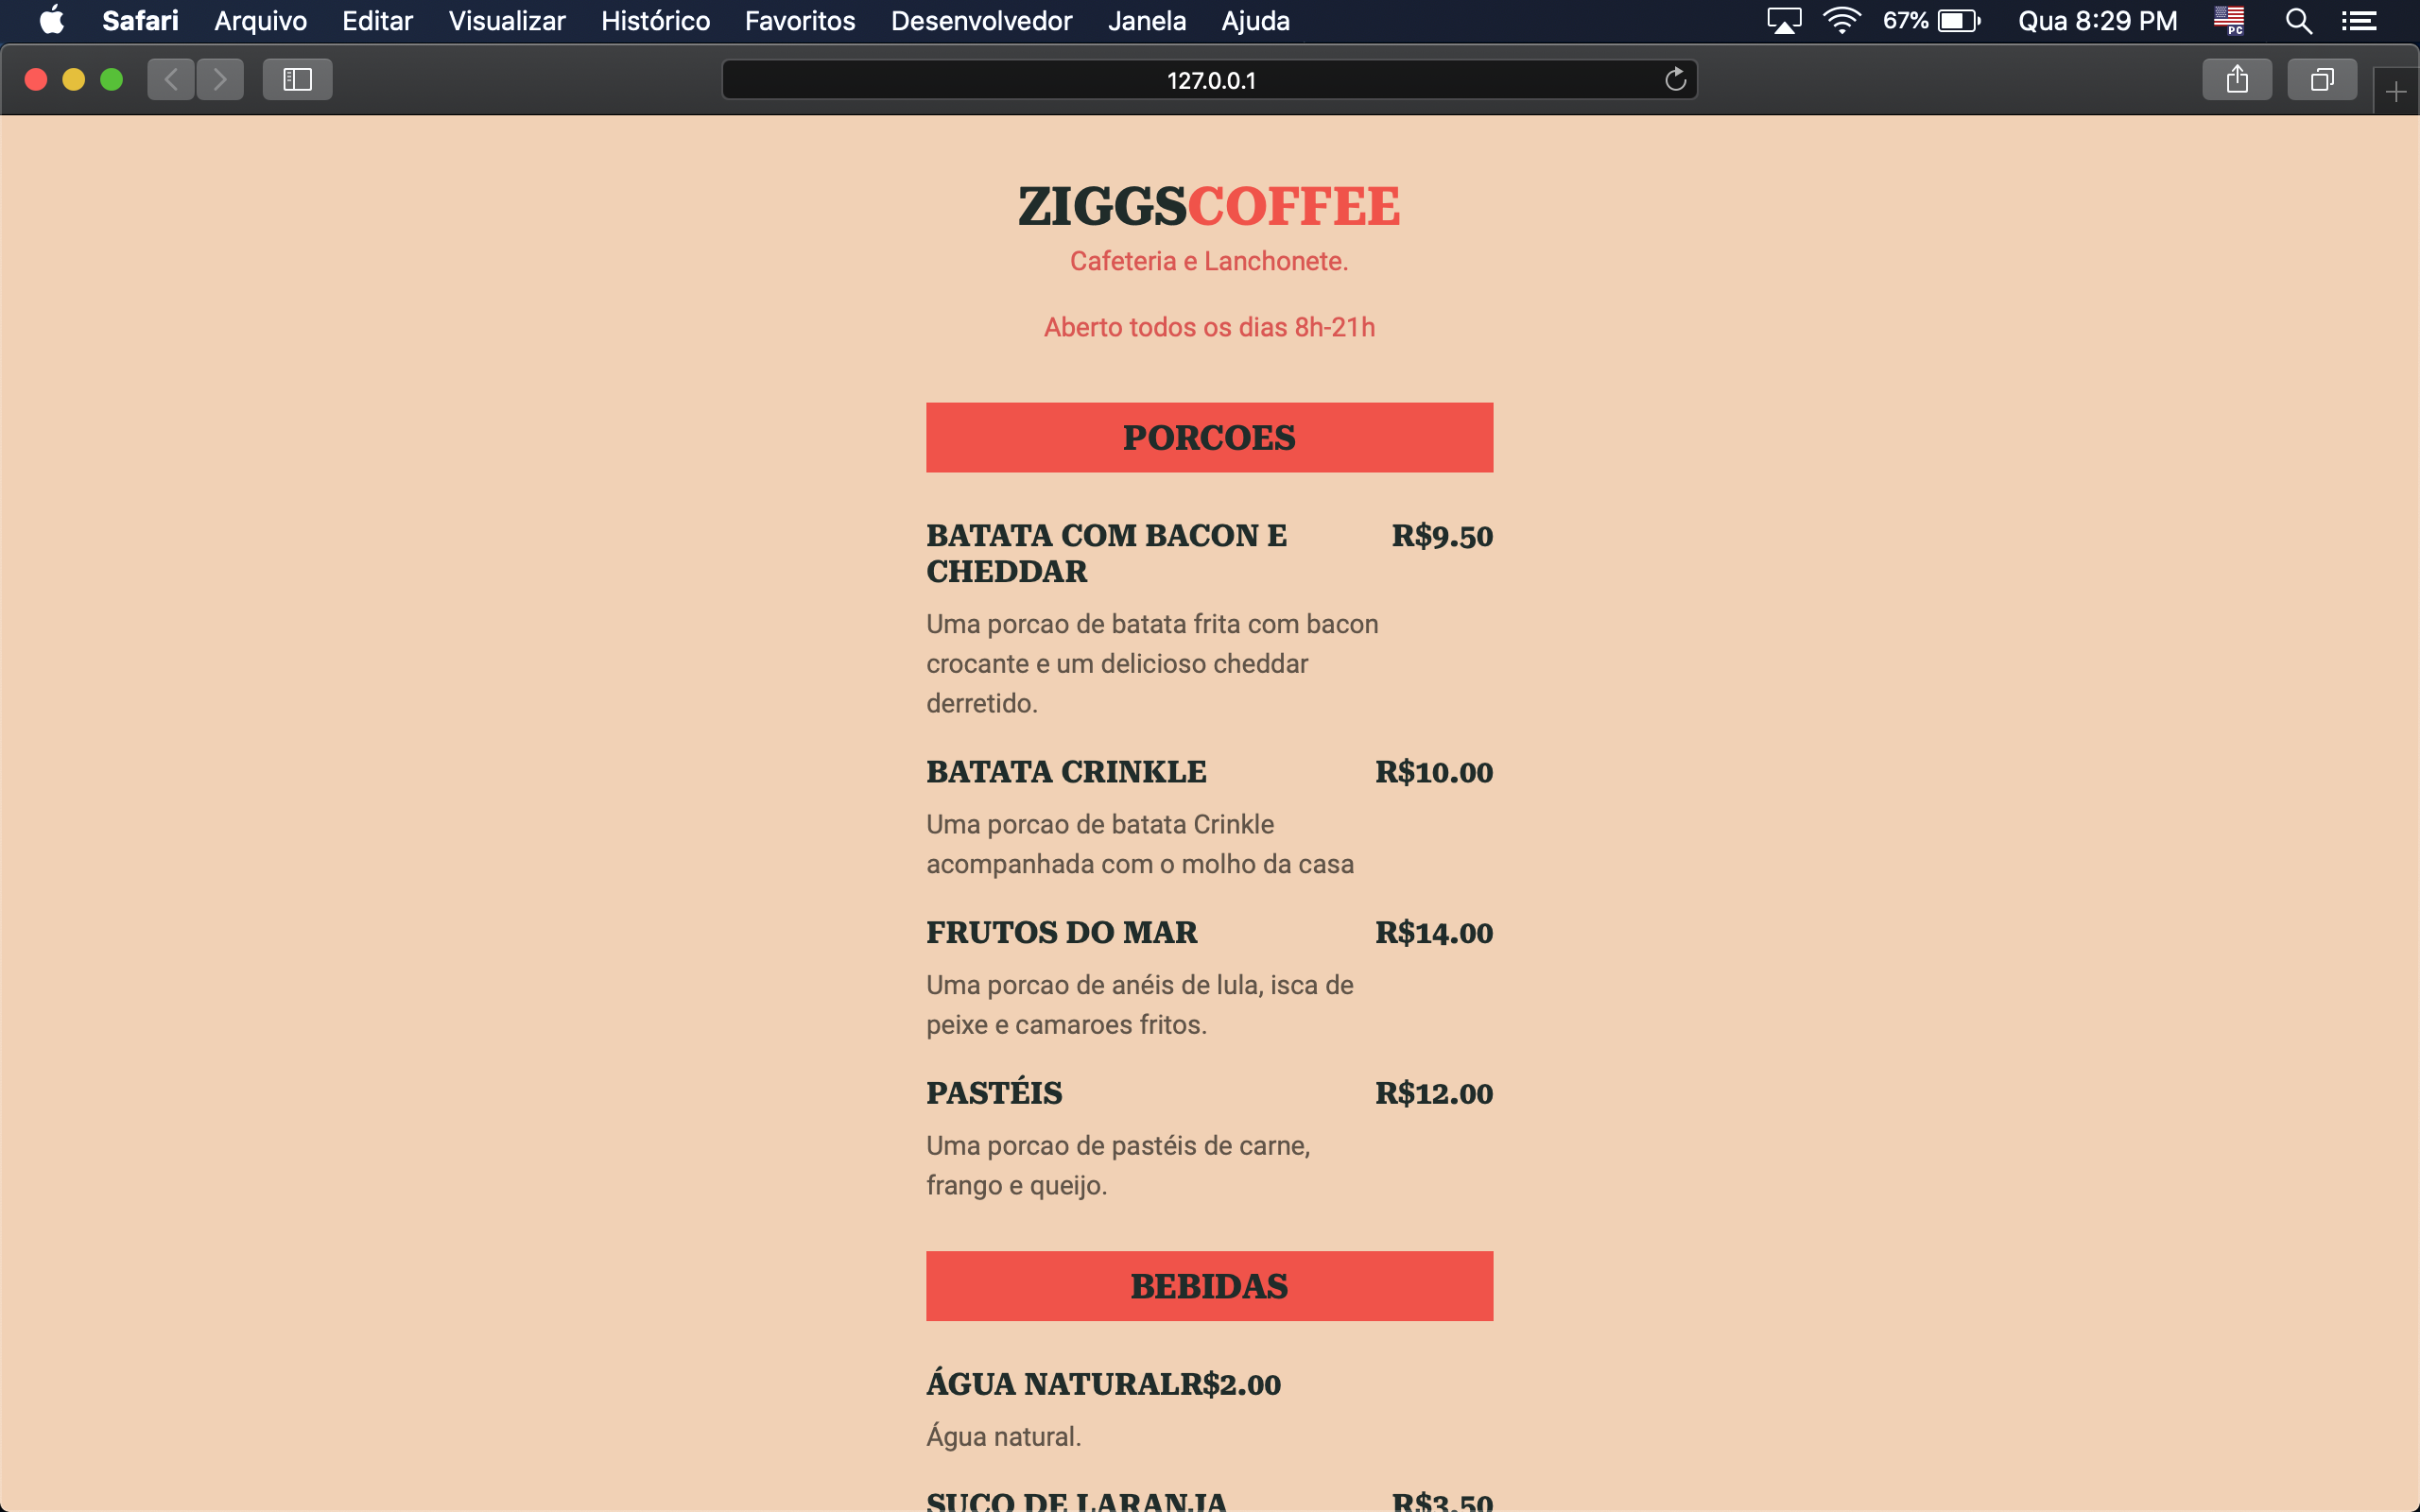 Safari Arquivo Editar Visualizar Histórico Favoritos Desenvolvedor Janela Ajuda 67% Qua 8:29 PM PC
127.0.0.1
ZIGGSCOFFEE
Cafeteria e Lanchonete.
Aberto todos os dias 8h-21h
PORCOES
BATATA COM BACON E R$9.50
CHEDDAR
Uma porcao de batata frita com bacon
crocante e um delicioso cheddar
derretido.
BATATA CRINKLE R$10.00
Uma porcao de batata Crinkle
acompanhada com o molho da casa
FRUTOS DO MAR R$14.00
Uma porcao de anéis de lula, isca de
peixe e camaroes fritos.
PASTÉIS R$12.00
Uma porcao de pastéis de carne,
frango e queijo.
BEBIDAS
ÁGUA NATURALR$2.00
Água natural.
SUCO DE LARANJA R$3.50